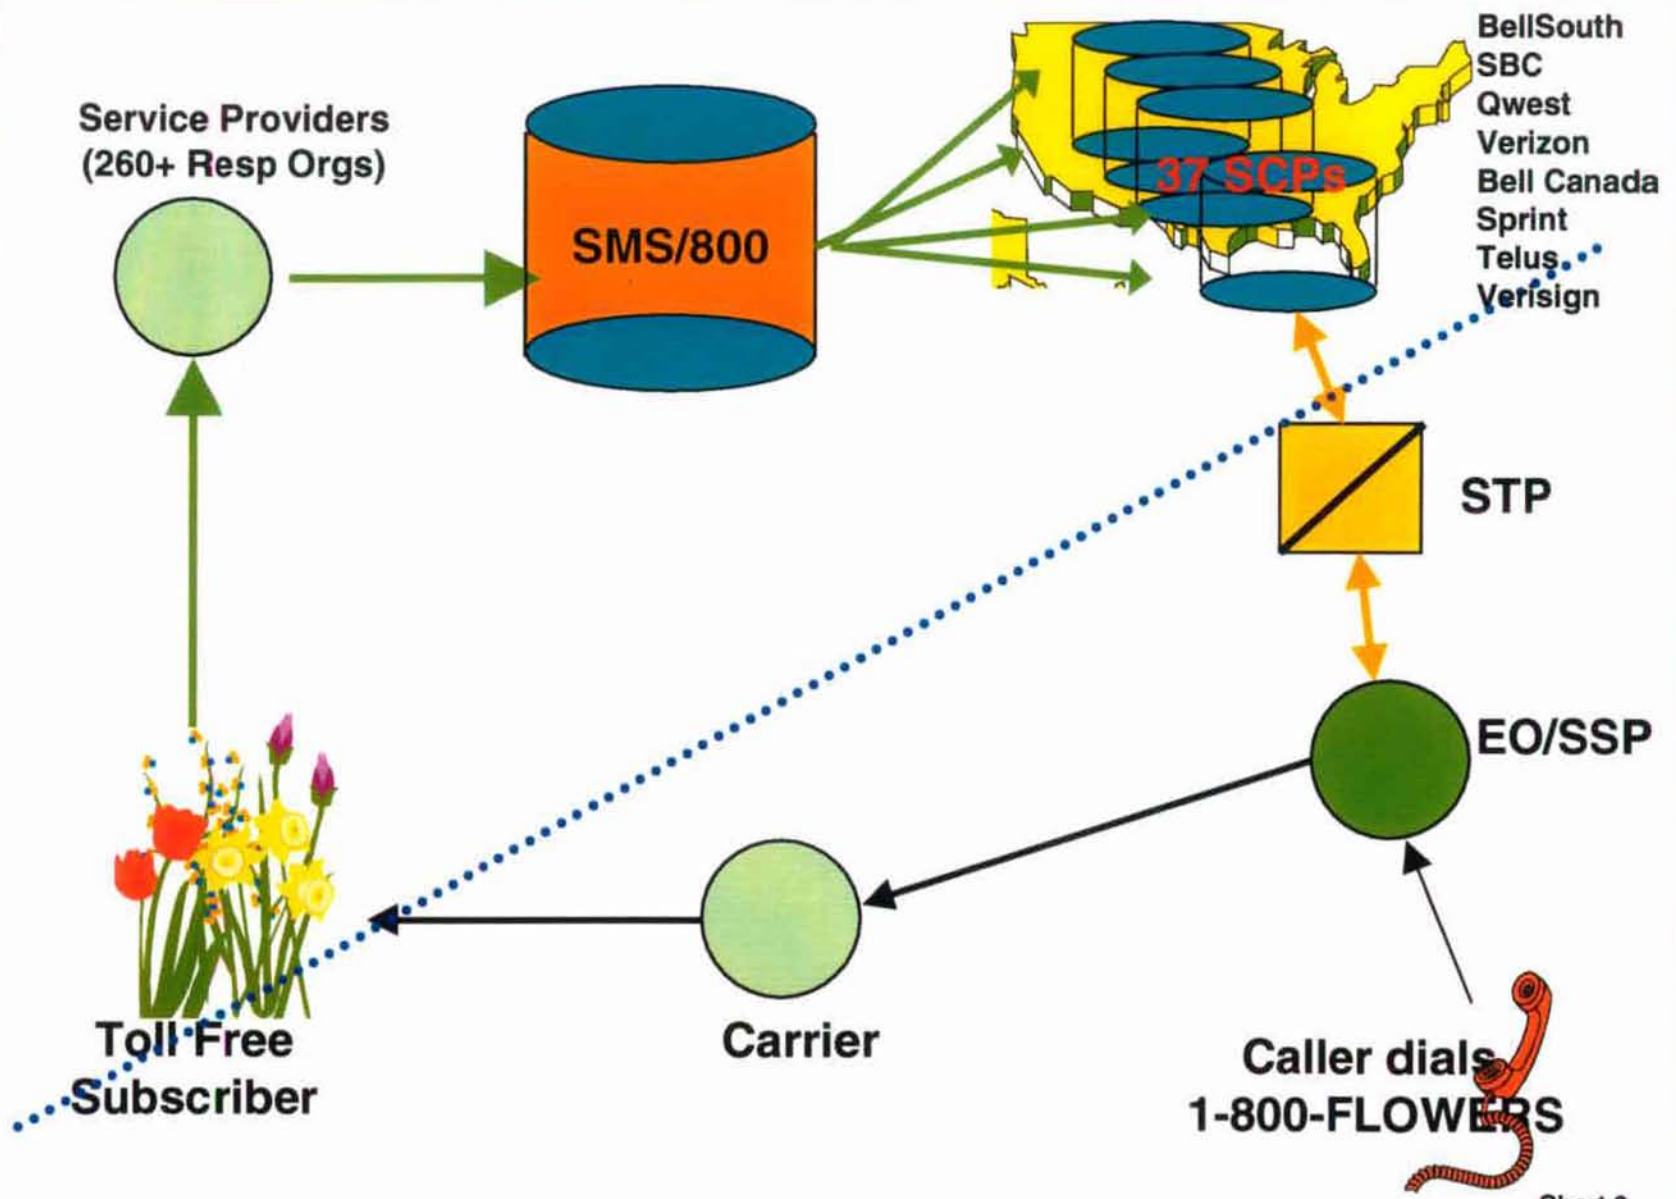 BellSouth
SBC
Qwest
Verizon
Bell Canada
Sprint
Telus
Verisign
Service Providers
(260+ Resp Orgs)
SMS/800
37 SCPs
STP
EO/SSP
Toll Free
Subscriber
Carrier
Caller dials
1-800-FLOWERS